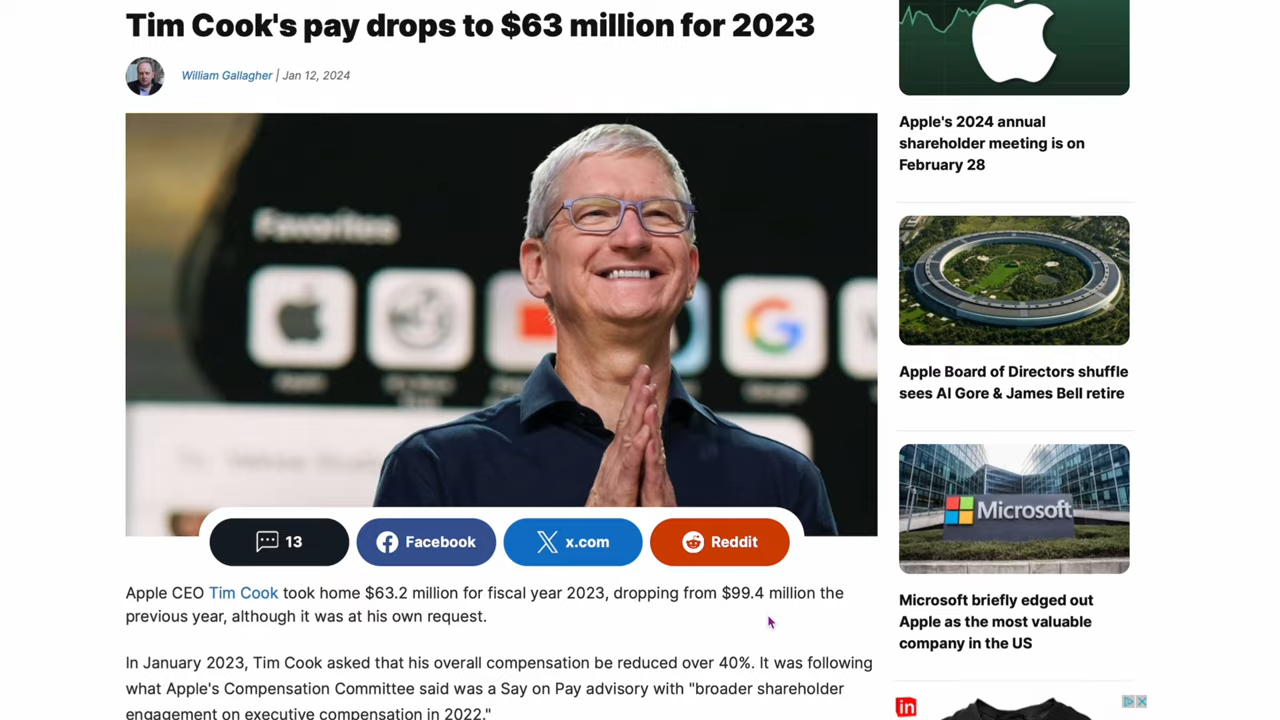 Tim Cook's pay drops to $63 million for 2023
William Gallagher | Jan 12, 2024
Favorites
13
Facebook
x.com
Reddit
Apple CEO Tim Cook took home $63.2 million for fiscal year 2023, dropping from $99.4 million the
previous year, although it was at his own request.
In January 2023, Tim Cook asked that his overall compensation be reduced over 40%. It was following
what Apple's Compensation Committee said was a Say on Pay advisory with "broader shareholder
engagement on executive compensation in 2022."
Apple's 2024 annual
shareholder meeting is on
February 28
Apple Board of Directors shuffle
sees Al Gore & James Bell retire
Microsoft
Microsoft briefly edged out
Apple as the most valuable
company in the US
in